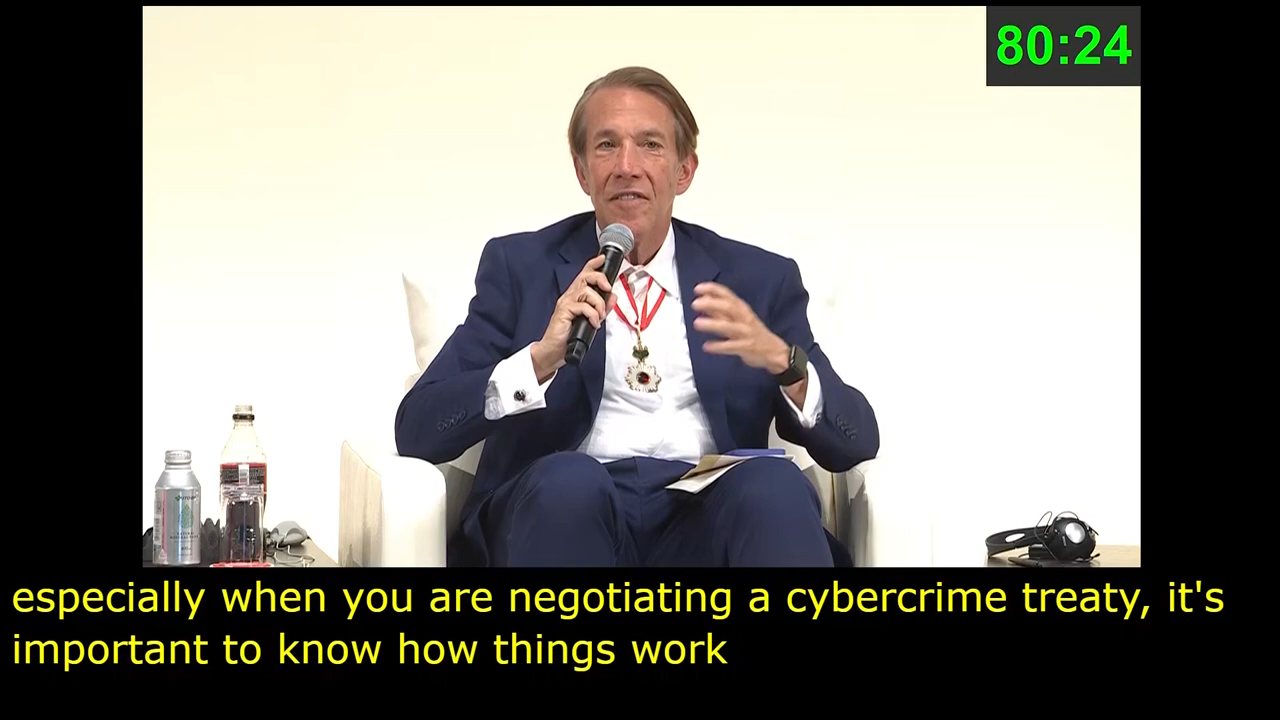 80:24
especially when you are negotiating a cybercrime treaty, it's
important to know how things work